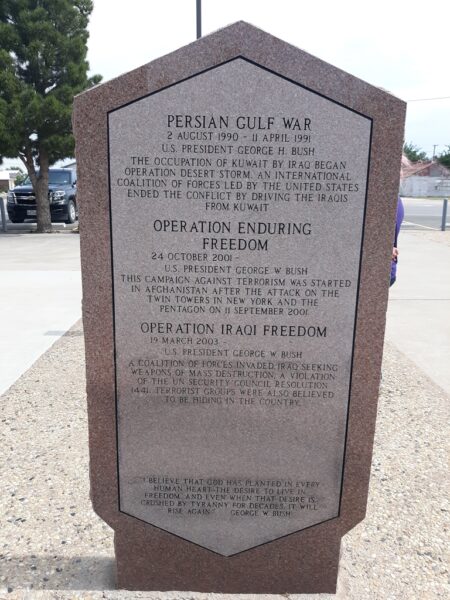 PERSIAN GULF WAR
2 AUGUST 1990 - 11 APRIL 1991
U.S. PRESIDENT GEORGE H. BUSH
THE OCCUPATION OF KUWAIT BY IRAQ BEGAN
OPERATION DESERT STORM. AN INTERNATIONAL
COALITION OF FORCES LED BY THE UNITED STATES
ENDED THE CONFLICT BY DRIVING THE IRAQIS
FROM KUWAIT
OPERATION ENDURING
FREEDOM
24 OCTOBER 2001 -
U.S. PRESIDENT GEORGE W. BUSH
THIS CAMPAIGN AGAINST TERRORISM WAS STARTED
IN AFGHANISTAN AFTER THE ATTACK ON THE
TWIN TOWERS IN NEW YORK AND THE
PENTAGON ON 11 SEPTEMBER 2001
OPERATION IRAQI FREEDOM
19 MARCH 2003 -
U.S. PRESIDENT GEORGE W. BUSH
A COALITION OF FORCES INVADED IRAQ SEEKING
WEAPONS OF MASS DESTRUCTION, A VIOLATION
OF THE UN SECURITY COUNCIL RESOLUTION
1441. TERRORIST GROUPS WERE ALSO BELIEVED
TO BE HIDING IN THE COUNTRY.
"I BELIEVE THAT GOD HAS PLANTED IN EVERY
HUMAN HEART THE DESIRE TO LIVE IN
FREEDOM. AND EVEN WHEN THAT DESIRE IS
CRUSHED BY TYRANNY FOR DECADES, IT WILL
RISE AGAIN." GEORGE W. BUSH